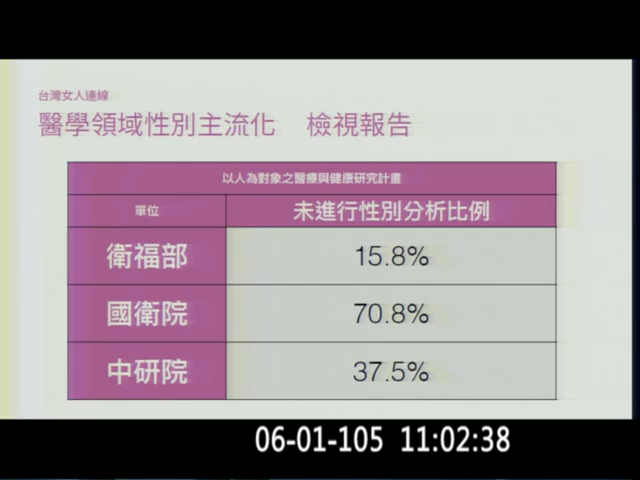 台灣女人連線
醫學領域性別主流化 檢視報告
以人為對象之醫療與健康研究計畫
單位 未進行性別分析比例
衛福部 15.8%
國衛院 70.8%
中研院 37.5%
06-01-105 11:02:38